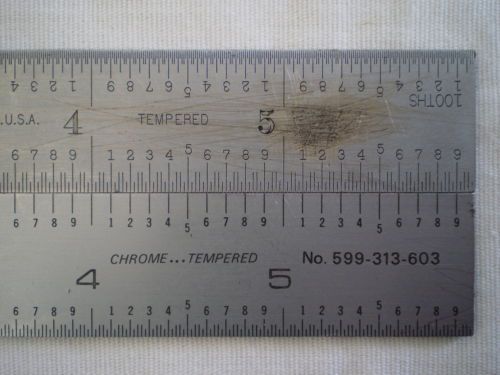 4 3 2 1 9 8 7 6 5 4 3 2 1 9 8 7 6 5 4 3 2 1
100THS
U.S.A. 4 TEMPERED 5
6 7 8 9 1 2 3 4 5 6 7 8 9 1 2 3 4 5 6 7 8 9
6 7 8 9 1 2 3 4 5 6 7 8 9 1 2 3 4 5 6 7 8 9
CHROME...TEMPERED No. 599-313-603
4 5
6 7 8 9 1 2 3 4 5 6 7 8 9 1 2 3 4 5 6 7 8 9